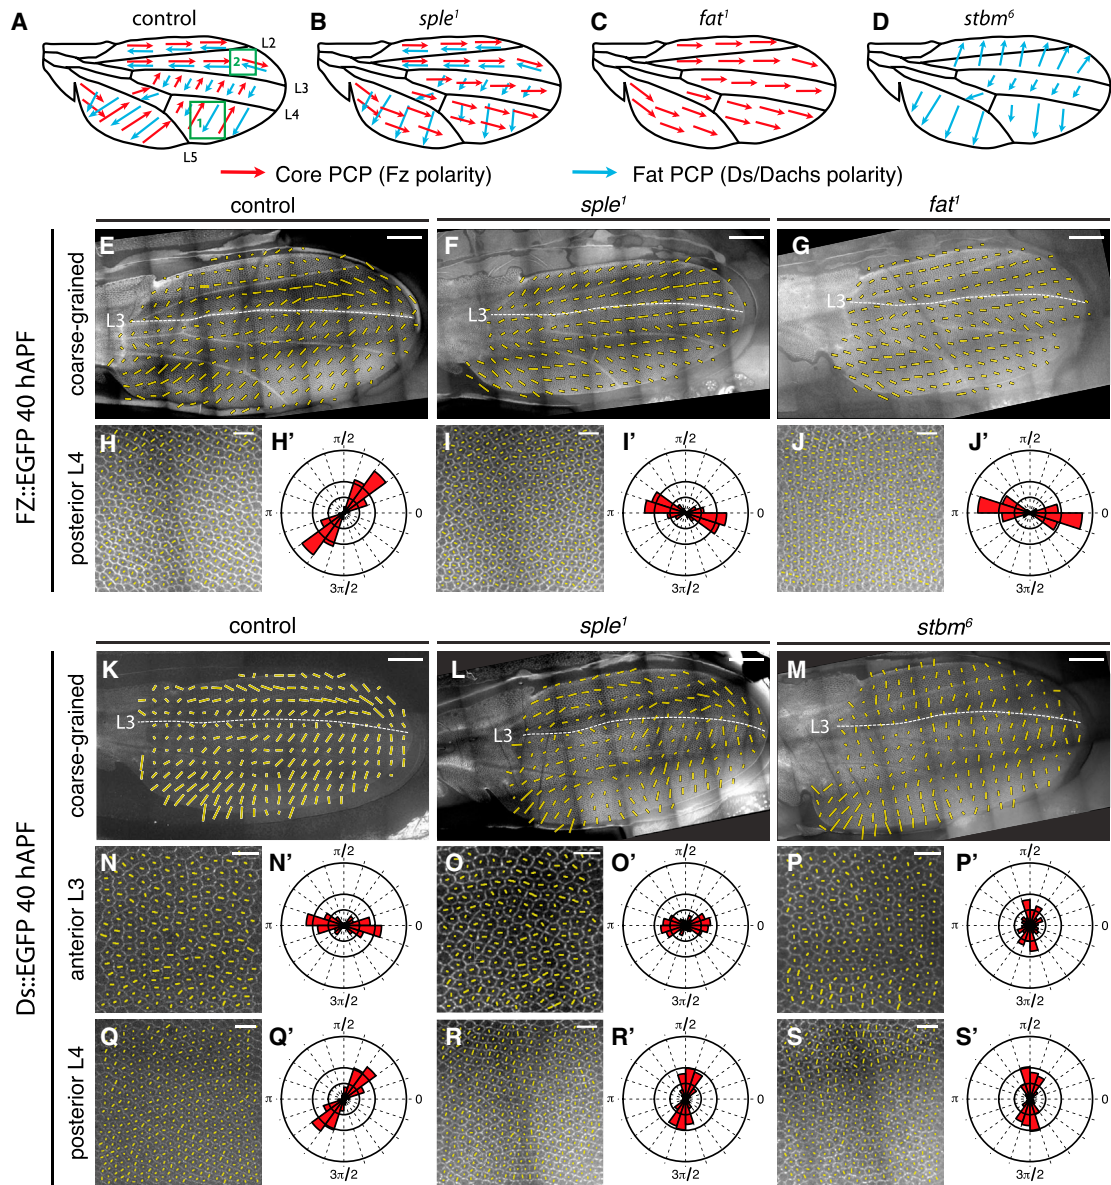 A control
B sple1
C fat1
D stbm6
L2
L3
L4
L5
2
1
Core PCP (Fz polarity)
Fat PCP (Ds/Dachs polarity)
control
sple1
fat1
FZ::EGFP 40 hAPF
coarse-grained
E
L3
F
L3
G
L3
posterior L4
H
H' π/2
π 0
3π/2
I
I' π/2
π 0
3π/2
J
J' π/2
π 0
3π/2
control
sple1
stbm6
Ds::EGFP 40 hAPF
coarse-grained
K
L3
L
L3
M
L3
anterior L3
N
N' π/2
π 0
3π/2
O
O' π/2
π 0
3π/2
P
P' π/2
π 0
3π/2
posterior L4
Q
Q' π/2
π 0
3π/2
R
R' π/2
π 0
3π/2
S
S' π/2
π 0
3π/2